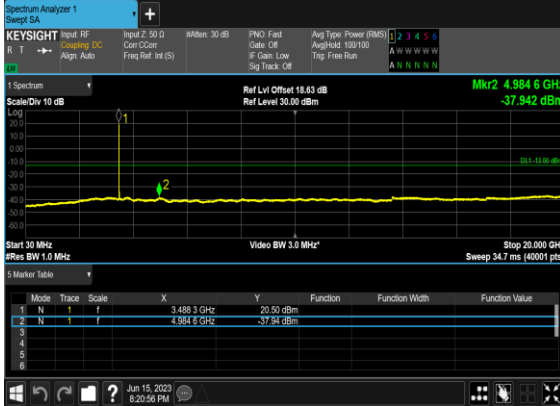 Spectrum Analyzer 1
Swept SA
+
KEYSIGHT
R T
Input: RF
Coupling: DC
Align: Auto
Input Z: 50 Ω
Corr CCorr
Freq Ref: Int (S)
#Atten: 30 dB
PNO: Fast
Gate: Off
IF Gain: Low
Sig Track: Off
Avg Type: Power (RMS)
Avg|Hold: 100/100
Trig: Free Run
1 2 3 4 5 6
A W W W W W
A N N N N N
1 Spectrum
Scale/Div 10 dB
Ref Lvl Offset 18.63 dB
Ref Level 30.00 dBm
Mkr2 4.984 6 GHz
-37.942 dBm
Log
20.0
10.0
0.00
-10.0
-20.0
-30.0
-40.0
-50.0
-60.0
1
2
DL1 -13.00 dBm
Start 30 MHz
#Res BW 1.0 MHz
Video BW 3.0 MHz*
Stop 20.000 GHz
Sweep 34.7 ms (40001 pts)
5 Marker Table
Mode Trace Scale X Y Function Function Width Function Value
1 N 1 f 3.488 3 GHz 20.50 dBm
2 N 1 f 4.984 6 GHz -37.94 dBm
3
4
5
6
?
Jun 15, 2023
8:20:56 PM